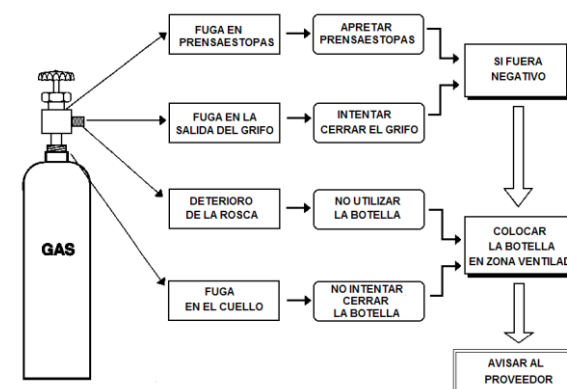 FUGA EN
PRENSAESTOPAS
APRETAR
PRENSAESTOPAS
SI FUERA
NEGATIVO
FUGA EN LA
SALIDA DEL GRIFO
INTENTAR
CERRAR EL GRIFO
DETERIORO
DE LA ROSCA
NO UTILIZAR
LA BOTELLA
COLOCAR
LA BOTELLA
EN ZONA VENTILAD
GAS
FUGA
EN EL CUELLO
NO INTENTAR
CERRAR
LA BOTELLA
AVISAR AL
PROVEEDOR